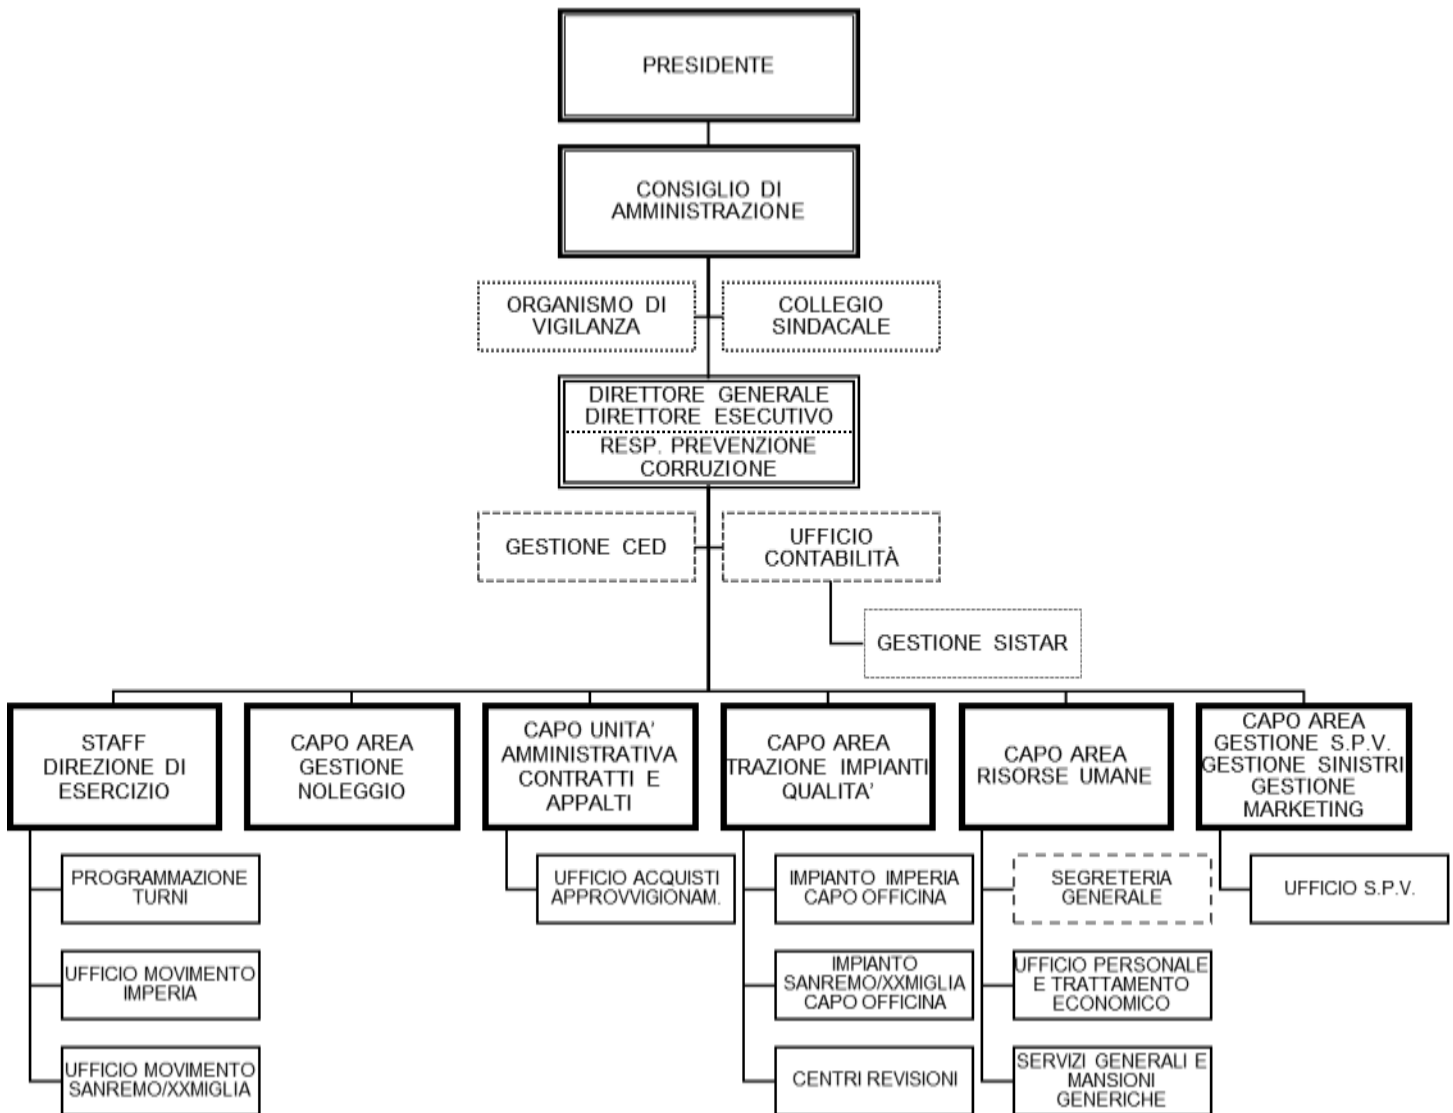 PRESIDENTE
CONSIGLIO DI
AMMINISTRAZIONE
ORGANISMO DI
VIGILANZA
COLLEGIO
SINDACALE
DIRETTORE GENERALE
DIRETTORE ESECUTIVO
RESP. PREVENZIONE
CORRUZIONE
GESTIONE CED
UFFICIO
CONTABILITÀ
GESTIONE SISTAR
STAFF
DIREZIONE DI
ESERCIZIO
CAPO AREA
GESTIONE
NOLEGGIO
CAPO UNITA'
AMMINISTRATIVA
CONTRATTI E
APPALTI
CAPO AREA
TRAZIONE IMPIANTI
QUALITA'
CAPO AREA
RISORSE UMANE
CAPO AREA
GESTIONE S.P.V.
GESTIONE SINISTRI
GESTIONE
MARKETING
PROGRAMMAZIONE
TURNI
UFFICIO MOVIMENTO
IMPERIA
UFFICIO MOVIMENTO
SANREMO/XXMIGLIA
UFFICIO ACQUISTI
APPROVVIGIONAM.
IMPIANTO IMPERIA
CAPO OFFICINA
IMPIANTO
SANREMO/XXMIGLIA
CAPO OFFICINA
CENTRI REVISIONI
SEGRETERIA
GENERALE
UFFICIO PERSONALE
E TRATTAMENTO
ECONOMICO
SERVIZI GENERALI E
MANSIONI
GENERICHE
UFFICIO S.P.V.